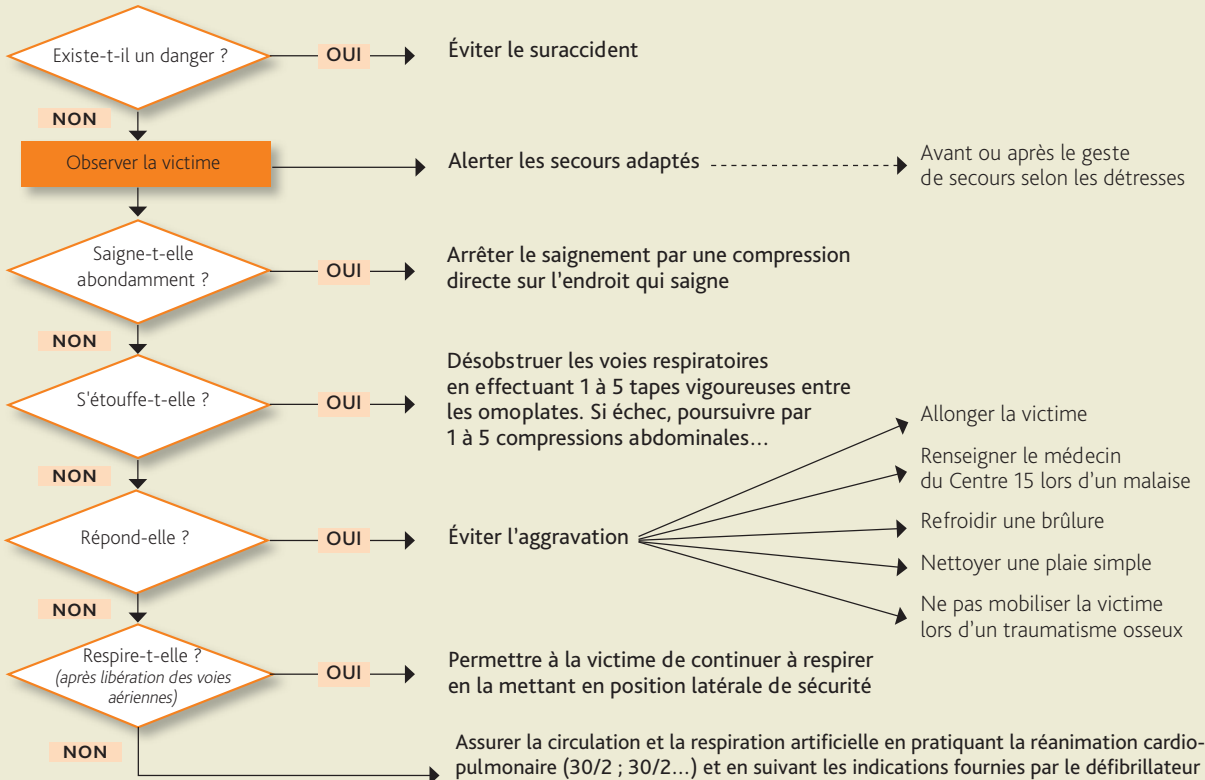 Existe-t-il un danger ?
OUI
Éviter le suraccident
NON
Observer la victime
Alerter les secours adaptés
Avant ou après le geste
de secours selon les détresses
Saigne-t-elle
abondamment ?
OUI
Arrêter le saignement par une compression
directe sur l'endroit qui saigne
NON
S'étouffe-t-elle ?
OUI
Désobstruer les voies respiratoires
en effectuant 1 à 5 tapes vigoureuses entre
les omoplates. Si échec, poursuivre par
1 à 5 compressions abdominales…
NON
Répond-elle ?
OUI
Éviter l'aggravation
Allonger la victime
Renseigner le médecin
du Centre 15 lors d'un malaise
Refroidir une brûlure
Nettoyer une plaie simple
Ne pas mobiliser la victime
lors d'un traumatisme osseux
NON
Respire-t-elle ?
(après libération des voies
aériennes)
OUI
Permettre à la victime de continuer à respirer
en la mettant en position latérale de sécurité
NON
Assurer la circulation et la respiration artificielle en pratiquant la réanimation cardio-
pulmonaire (30/2 ; 30/2…) et en suivant les indications fournies par le défibrillateur